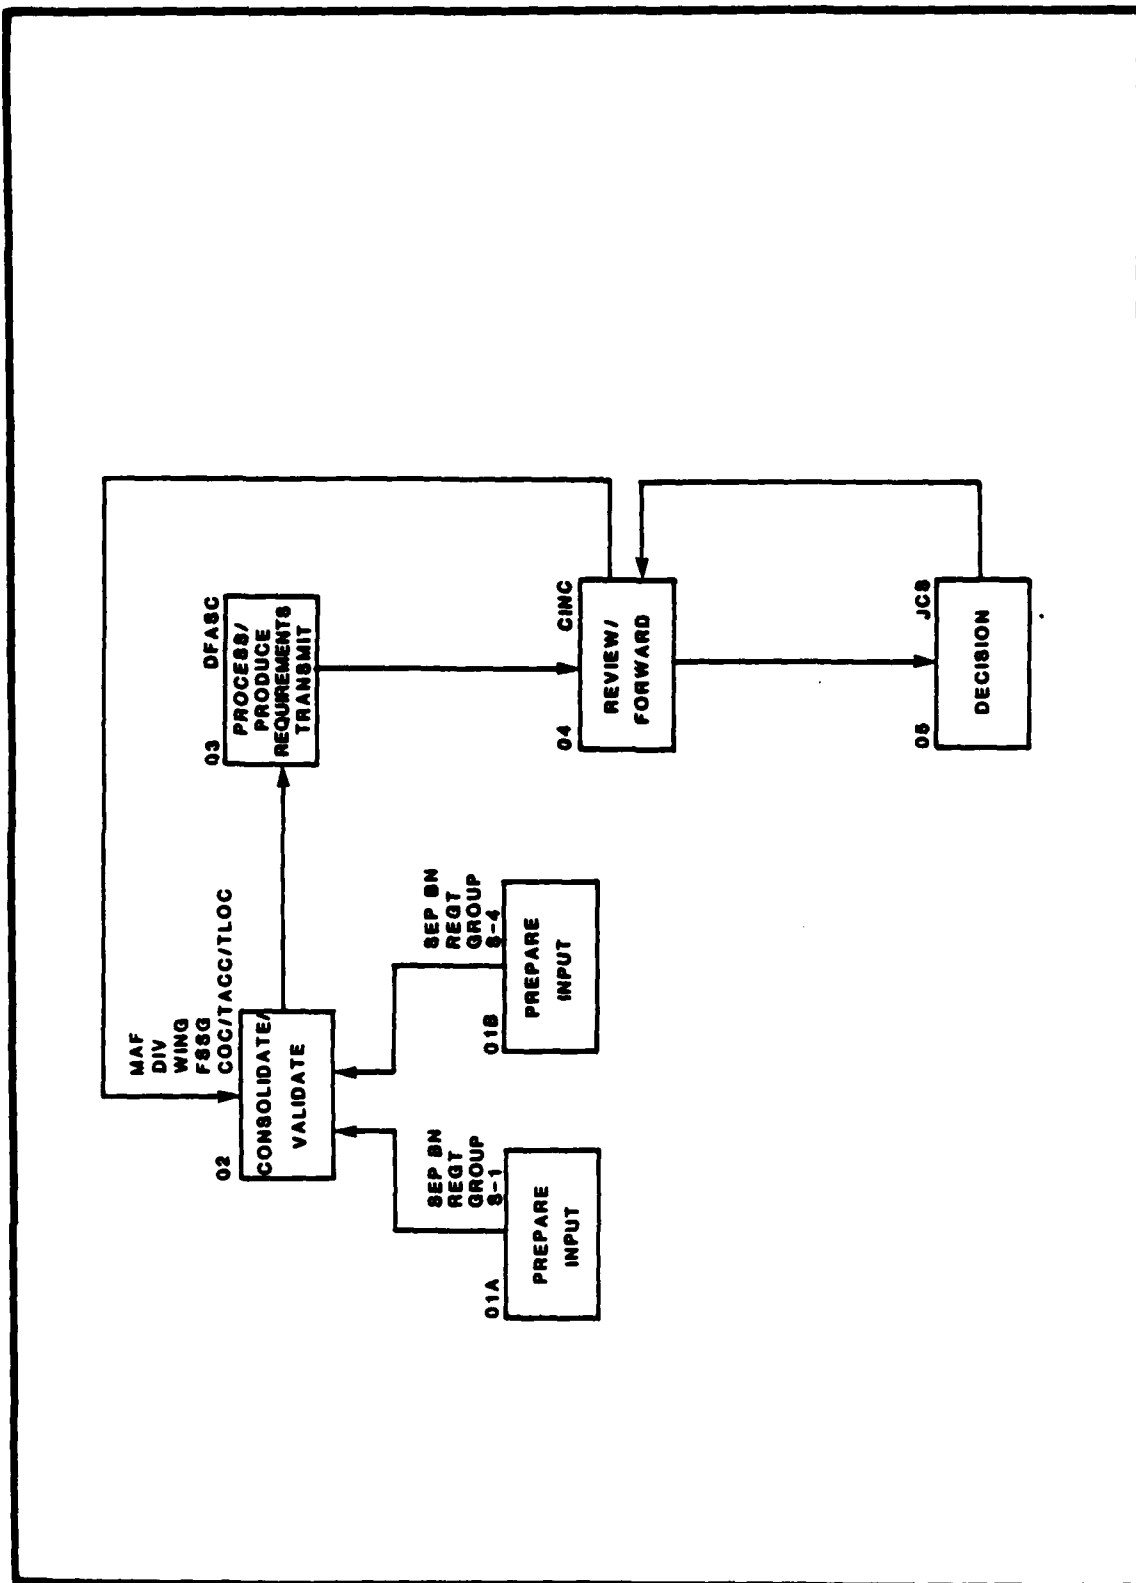 MAF
DIV
WING
FSSG
COC/TACC/TLOC
02
CONSOLIDATE/
VALIDATE
03
DFASC
PROCESS/
PRODUCE
REQUIREMENTS
TRANSMIT
SEP BN
REGT
GROUP
S-1
01A
PREPARE
INPUT
SEP BN
REGT
GROUP
S-4
01B
PREPARE
INPUT
04
CINC
REVIEW/
FORWARD
05
JCS
DECISION